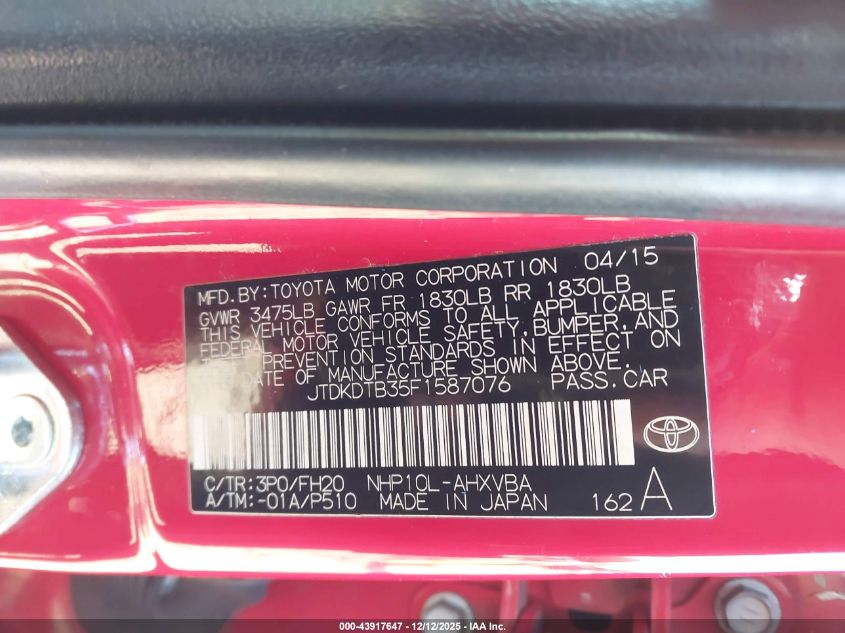 MFD.BY:TOYOTA MOTOR CORPORATION 04/15
GVWR 3475LB GAWR FR 1830LB RR 1830LB
THIS VEHICLE CONFORMS TO ALL APPLICABLE
FEDERAL MOTOR VEHICLE SAFETY,BUMPER,AND
THEFT PREVENTION STANDARDS IN EFFECT ON
THE DATE OF MANUFACTURE SHOWN ABOVE.
JTDKDTB35F1587076 PASS.CAR
C/TR:3P0/FH20 NHP10L-AHXVBA
A/TM:-01A/P510 MADE IN JAPAN 162 A
000-43917647 - 12/12/2025 - IAA Inc.